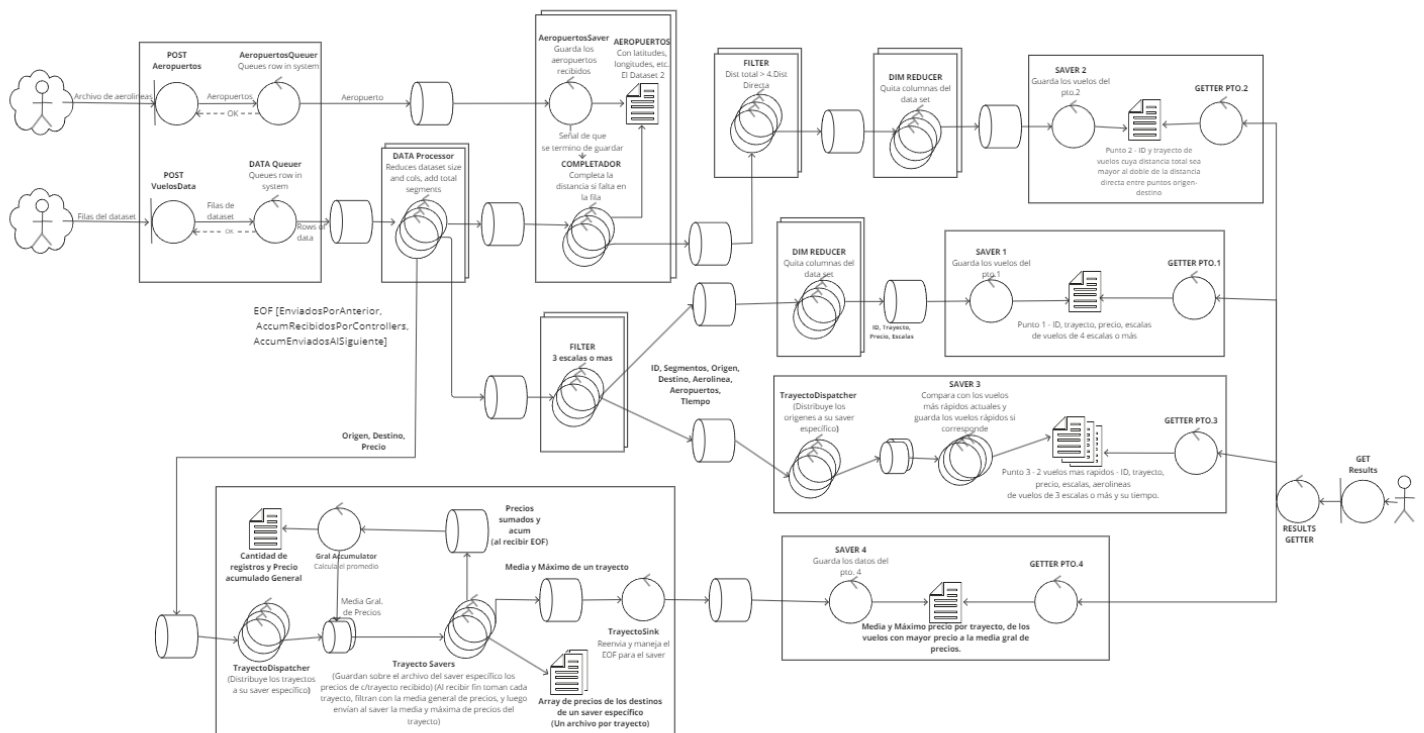 POST
Aeropuertos
AeropuertosQueuer
Queues row in system
Archivo de aerolineas
Aeropuertos
OK
Aeropuerto
AeropuertosSaver
Guarda los
aeropuertos
recibidos
AEROPUERTOS
Con latitudes,
longitudes, etc.
El Dataset 2
Señal de que
se termino de guardar
COMPLETADOR
Completa la
distancia si falta en
la fila
FILTER
Dist total > 4.Dist
Directa
DIM REDUCER
Quita columnas del
data set
SAVER 2
Guarda los vuelos del
pto.2
GETTER PTO.2
Punto 2 - ID y trayecto de
vuelos cuya distancia total sea
mayor al doble de la distancia
directa entre puntos origen-
destino
POST
VuelosData
DATA Queuer
Queues row in
system
Filas del dataset
Filas de
dataset
OK
Rows of
data
DATA Processor
Reduces dataset size
and cols, add total
segments
DIM REDUCER
Quita columnas del
data set
ID, Trayecto,
Precio, Escalas
SAVER 1
Guarda los vuelos del
pto.1
GETTER PTO.1
Punto 1 - ID, trayecto, precio, escalas
de vuelos de 4 escalas o más
EOF [EnviadosPorAnterior,
AccumRecibidosPorControllers,
AccumEnviadosAlSiguiente]
FILTER
3 escalas o mas
ID, Segmentos, Origen,
Destino, Aerolinea,
Aeropuertos,
TIempo
TrayectoDispatcher
(Distribuye los
origenes a su saver
específico)
SAVER 3
Compara con los vuelos
más rápidos actuales y
guarda los vuelos rápidos si
corresponde
GETTER PTO.3
Punto 3 - 2 vuelos mas rapidos - ID, trayecto,
precio, escalas, aerolineas
de vuelos de 3 escalas o más y su tiempo.
GET
Results
RESULTS
GETTER
Origen, Destino,
Precio
Cantidad de
registros y Precio
acumulado General
Gral Accumulator
Calcula el promedio
Precios
sumados y
acum
(al recibir EOF)
Media Gral.
de Precios
Media y Máximo de un trayecto
TrayectoDispatcher
(Distribuye los trayectos
a su saver específico)
Trayecto Savers
(Guardan sobre el archivo del saver específico los
precios de c/trayecto recibido) (Al recibir fin toman cada
trayecto, filtran con la media general de precios, y luego
envían al saver la media y máxima de precios del
trayecto)
TrayectoSink
Reenvia y maneja el
EOF para el saver
Array de precios de los destinos
de un saver específico
(Un archivo por trayecto)
SAVER 4
Guarda los datos del
pto. 4
GETTER PTO.4
Media y Máximo precio por trayecto, de los
vuelos con mayor precio a la media gral de
precios.